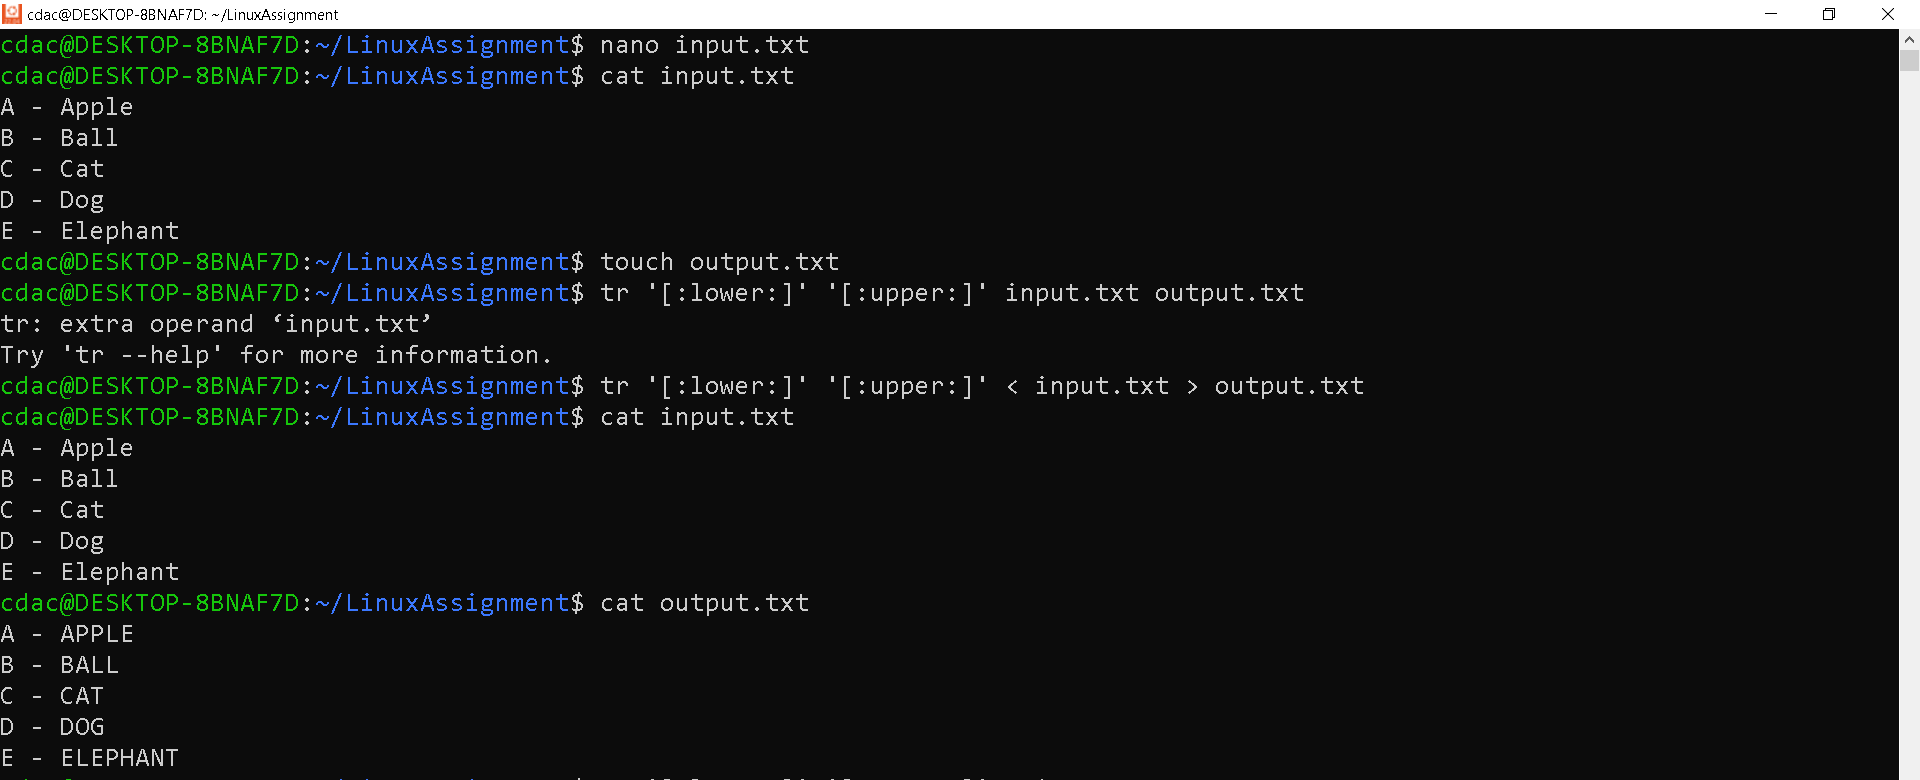 cdac@DESKTOP-8BNAF7D: ~/LinuxAssignment
cdac@DESKTOP-8BNAF7D:~/LinuxAssignment$ nano input.txt
cdac@DESKTOP-8BNAF7D:~/LinuxAssignment$ cat input.txt
A - Apple
B - Ball
C - Cat
D - Dog
E - Elephant
cdac@DESKTOP-8BNAF7D:~/LinuxAssignment$ touch output.txt
cdac@DESKTOP-8BNAF7D:~/LinuxAssignment$ tr '[:lower:]' '[:upper:]' input.txt output.txt
tr: extra operand ‘input.txt’
Try 'tr --help' for more information.
cdac@DESKTOP-8BNAF7D:~/LinuxAssignment$ tr '[:lower:]' '[:upper:]' < input.txt > output.txt
cdac@DESKTOP-8BNAF7D:~/LinuxAssignment$ cat input.txt
A - Apple
B - Ball
C - Cat
D - Dog
E - Elephant
cdac@DESKTOP-8BNAF7D:~/LinuxAssignment$ cat output.txt
A - APPLE
B - BALL
C - CAT
D - DOG
E - ELEPHANT